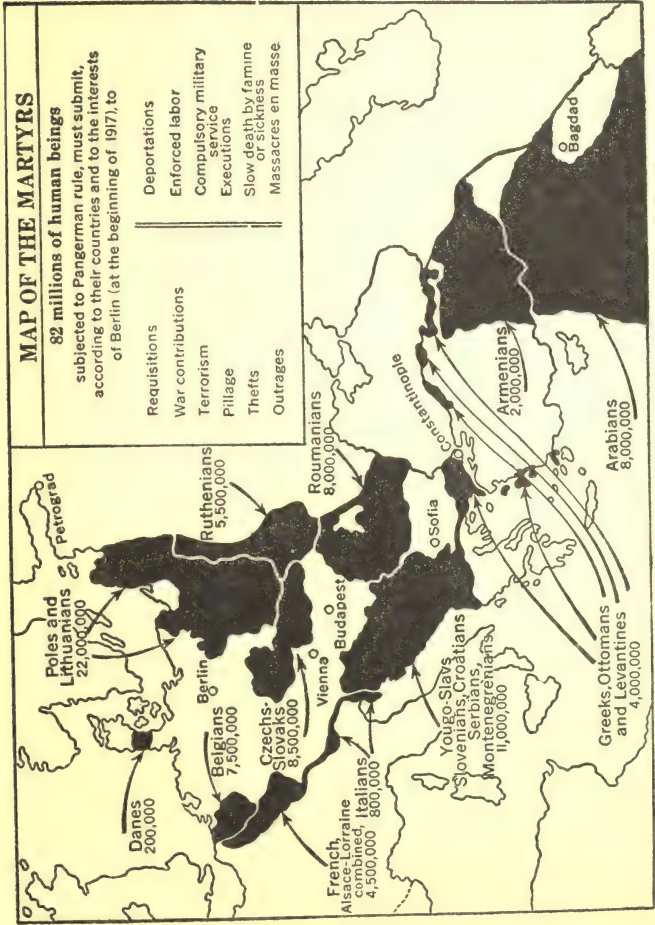 MAP OF THE MARTYRS
82 millions of human beings
subjected to Pangerman rule, must submit,
according to their countries and to the interests
of Berlin (at the beginning of 1917), to
Requisitions
War contributions
Terrorism
Pillage
Thefts
Outrages
Deportations
Enforced labor
Compulsory military
service
Executions
Slow death by famine
or sickness
Massacres en masse
Petrograd
Poles and
Lithuanians
22,000,000
Ruthenians
5,500,000
Danes
200,000
Berlin
Belgians
7,500,000
Czechs-
Slovaks
8,500,000
Vienna
Budapest
Roumanians
8,000,000
Sofia
Constantinople
French,
Alsace-Lorraine
combined,
4,500,000
Italians
800,000
Yougo-Slavs
Slovenians, Croatians
Serbians,
Montenegrenians
11,000,000
Greeks, Ottomans
and Levantines
4,000,000
Armenians
2,000,000
Arabians
8,000,000
Bagdad